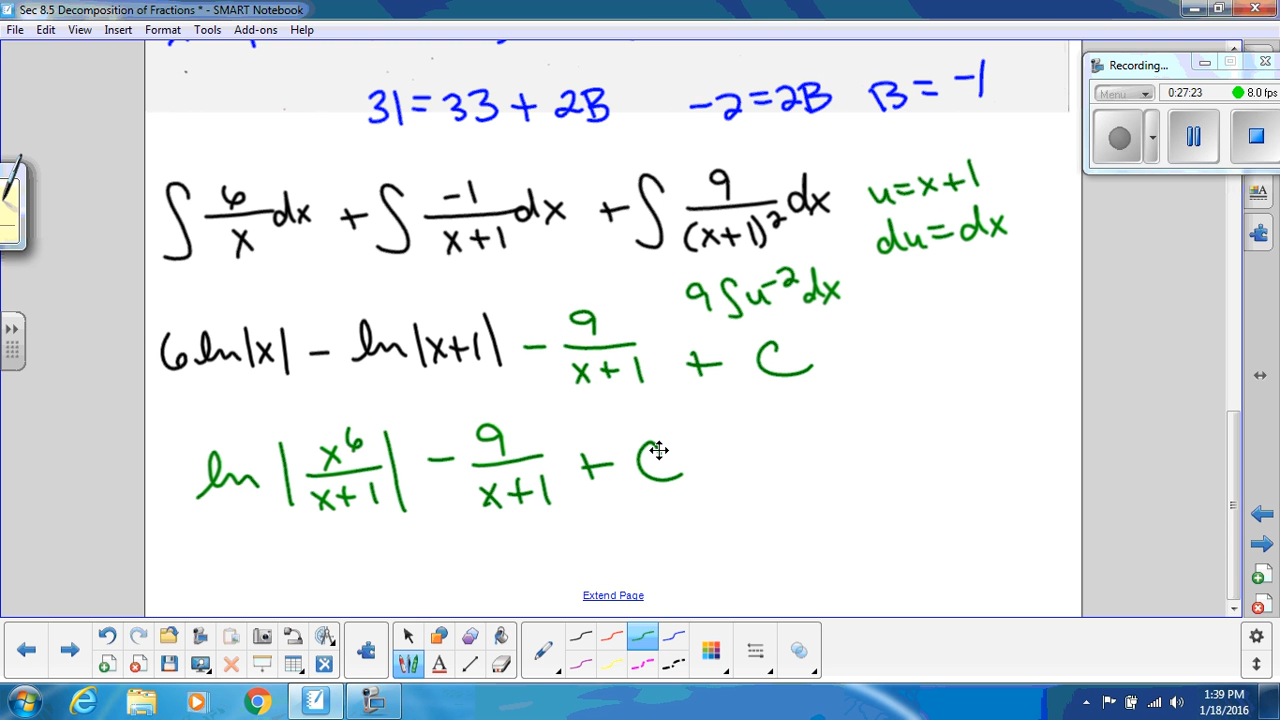 Sec 8.5 Decomposition of Fractions * - SMART Notebook
File Edit View Insert Format Tools Add-ons Help
Recording...
Menu 0:27:23 8.0 fps
31 = 33 + 2B -2 = 2B B = -1
∫ 6/x dx + ∫ -1/(x+1) dx + ∫ 9/(x+1)² dx u = x+1
du = dx
9∫u⁻² dx
6 ln|x| - ln|x+1| - 9/(x+1) + C
ln |x⁶/(x+1)| - 9/(x+1) + C
Extend Page
1:39 PM
1/18/2016